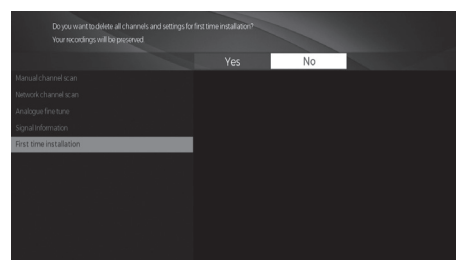 Do you want to delete all channels and settings for first time installation?
Your recordings will be preserved
Yes
No
Manual channel scan
Network channel scan
Analogue fine tune
Signal information
First time installation